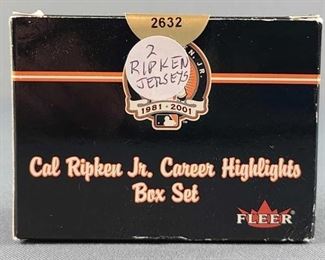 2632
2
RIPKEN
JERSEYS
JR.
1981 - 2001
Cal Ripken Jr. Career Highlights
Box Set
FLEER